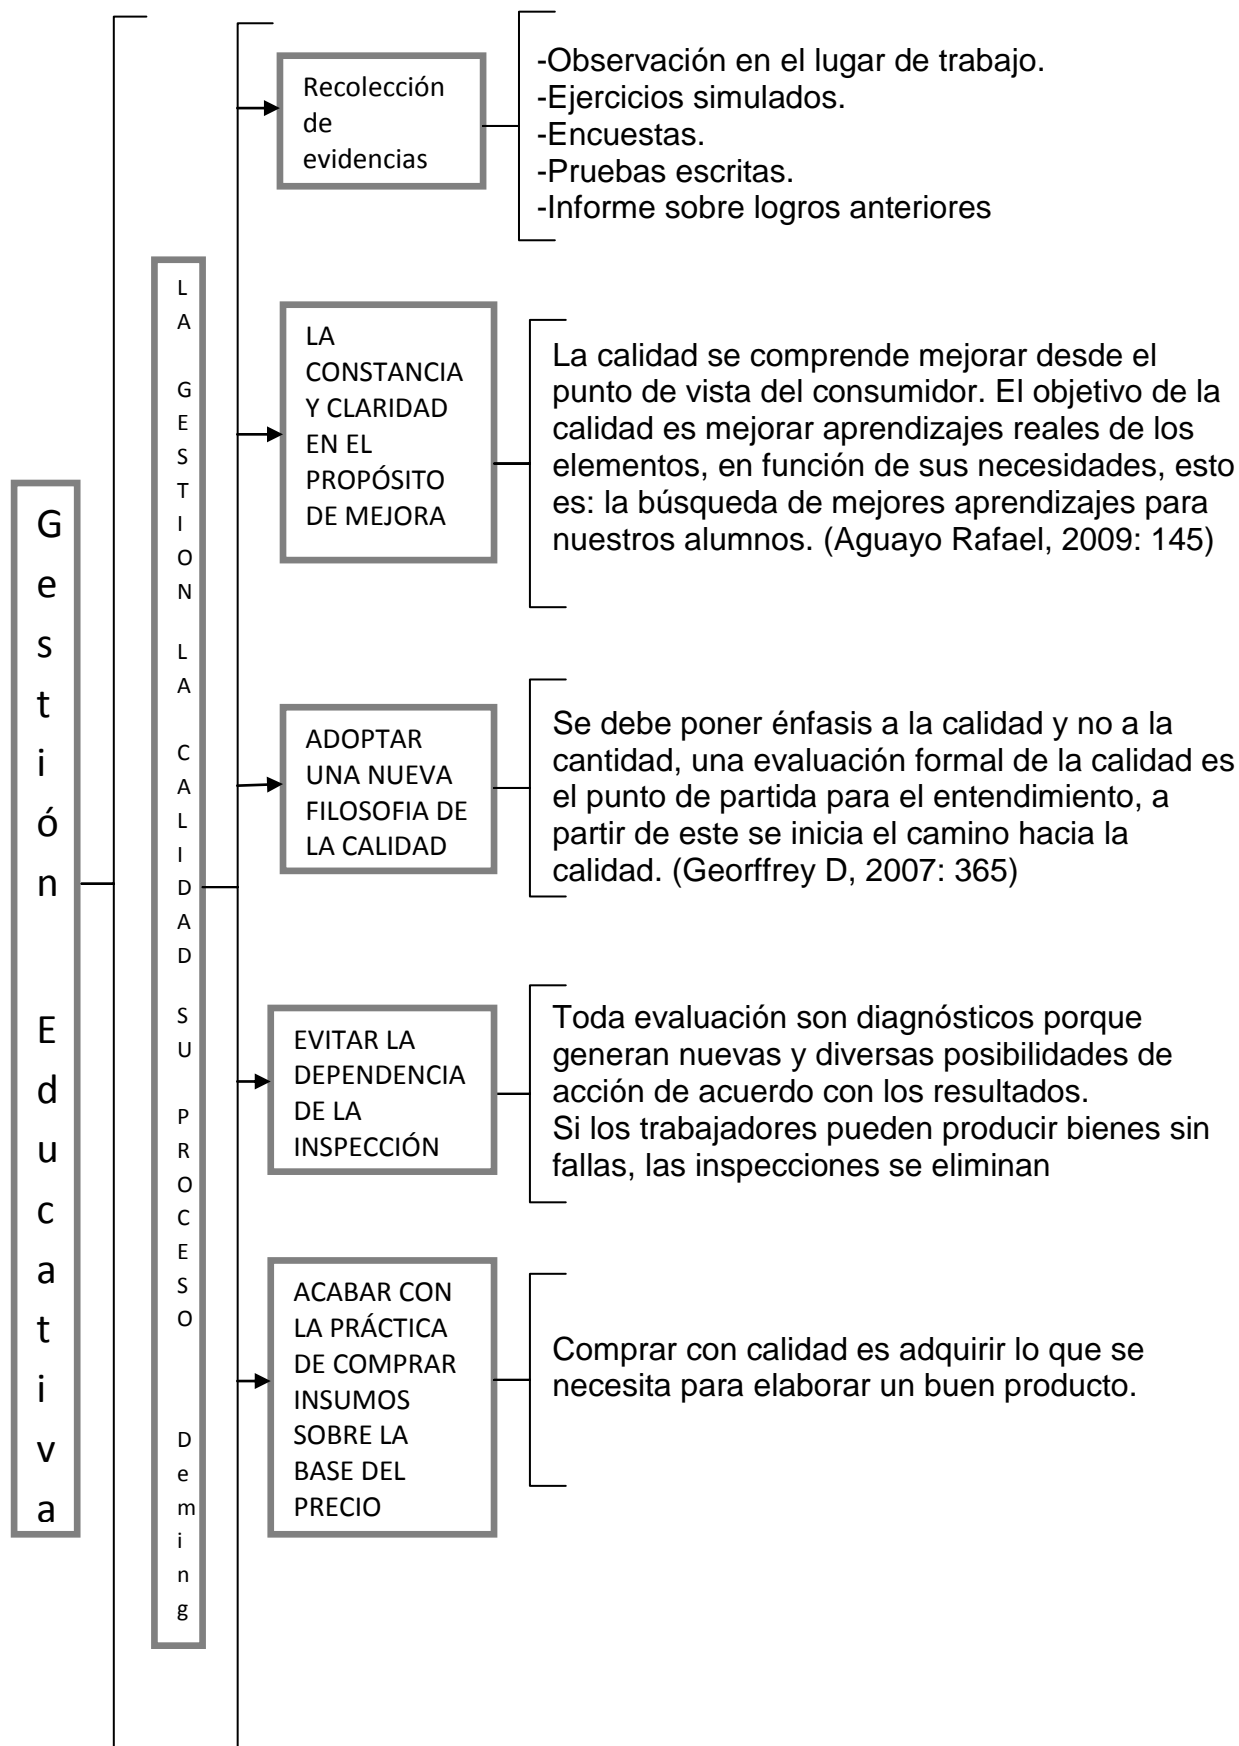 Gestión Educativa
LA GESTION LA CALIDAD SU PROCESO Deming
Recolección
de
evidencias
-Observación en el lugar de trabajo.
-Ejercicios simulados.
-Encuestas.
-Pruebas escritas.
-Informe sobre logros anteriores
LA
CONSTANCIA
Y CLARIDAD
EN EL
PROPÓSITO
DE MEJORA
La calidad se comprende mejorar desde el
punto de vista del consumidor. El objetivo de la
calidad es mejorar aprendizajes reales de los
elementos, en función de sus necesidades, esto
es: la búsqueda de mejores aprendizajes para
nuestros alumnos. (Aguayo Rafael, 2009: 145)
ADOPTAR
UNA NUEVA
FILOSOFIA DE
LA CALIDAD
Se debe poner énfasis a la calidad y no a la
cantidad, una evaluación formal de la calidad es
el punto de partida para el entendimiento, a
partir de este se inicia el camino hacia la
calidad. (Georffrey D, 2007: 365)
EVITAR LA
DEPENDENCIA
DE LA
INSPECCIÓN
Toda evaluación son diagnósticos porque
generan nuevas y diversas posibilidades de
acción de acuerdo con los resultados.
Si los trabajadores pueden producir bienes sin
fallas, las inspecciones se eliminan
ACABAR CON
LA PRÁCTICA
DE COMPRAR
INSUMOS
SOBRE LA
BASE DEL
PRECIO
Comprar con calidad es adquirir lo que se
necesita para elaborar un buen producto.